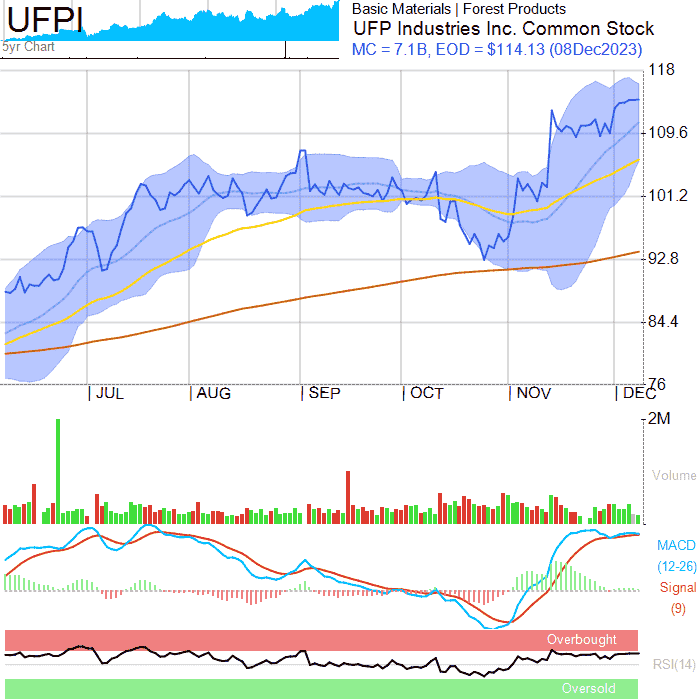 UFPI
5yr Chart
Basic Materials | Forest Products
UFP Industries Inc. Common Stock
MC = 7.1B, EOD = $114.13 (08Dec2023)
118
109.6
101.2
92.8
84.4
76
JUL AUG SEP OCT NOV DEC
2M
Volume
MACD
(12-26)
Signal
(9)
Overbought
RSI(14)
Oversold